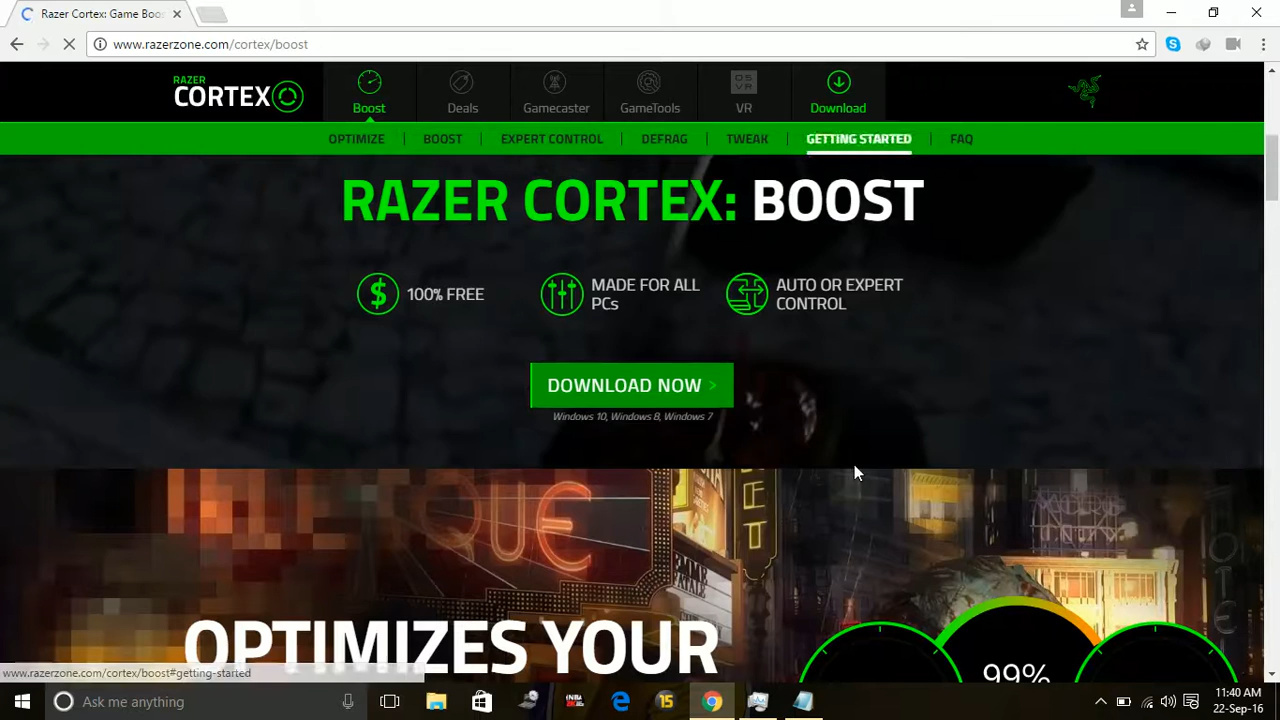 Razer Cortex: Game Boo
www.razerzone.com/cortex/boost
RAZER
CORTEX
Boost
Deals
Gamecaster
GameTools
OSVR
VR
Download
OPTIMIZE
BOOST
EXPERT CONTROL
DEFRAG
TWEAK
GETTING STARTED
FAQ
RAZER CORTEX: BOOST
100% FREE
MADE FOR ALL
PCs
AUTO OR EXPERT
CONTROL
DOWNLOAD NOW >
Windows 10, Windows 8, Windows 7
QUE
OPTIMIZES YOUR
99%
www.razerzone.com/cortex/boost#getting-started
Ask me anything
15
11:40 AM
22-Sep-16